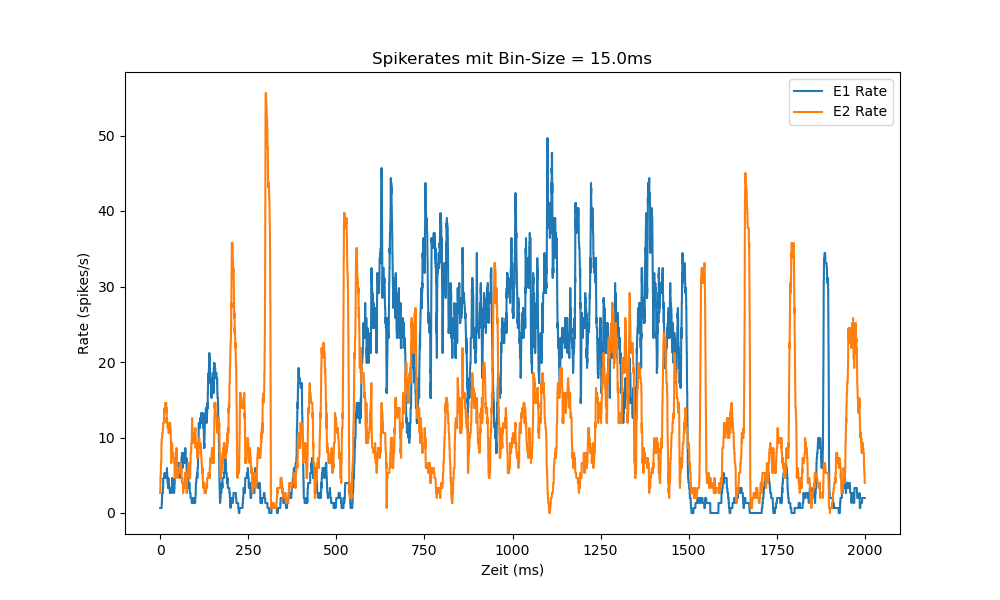 Spikerates mit Bin-Size = 15.0ms
E1 Rate
E2 Rate
Rate (spikes/s)
50
40
30
20
10
0
0 250 500 750 1000 1250 1500 1750 2000
Zeit (ms)